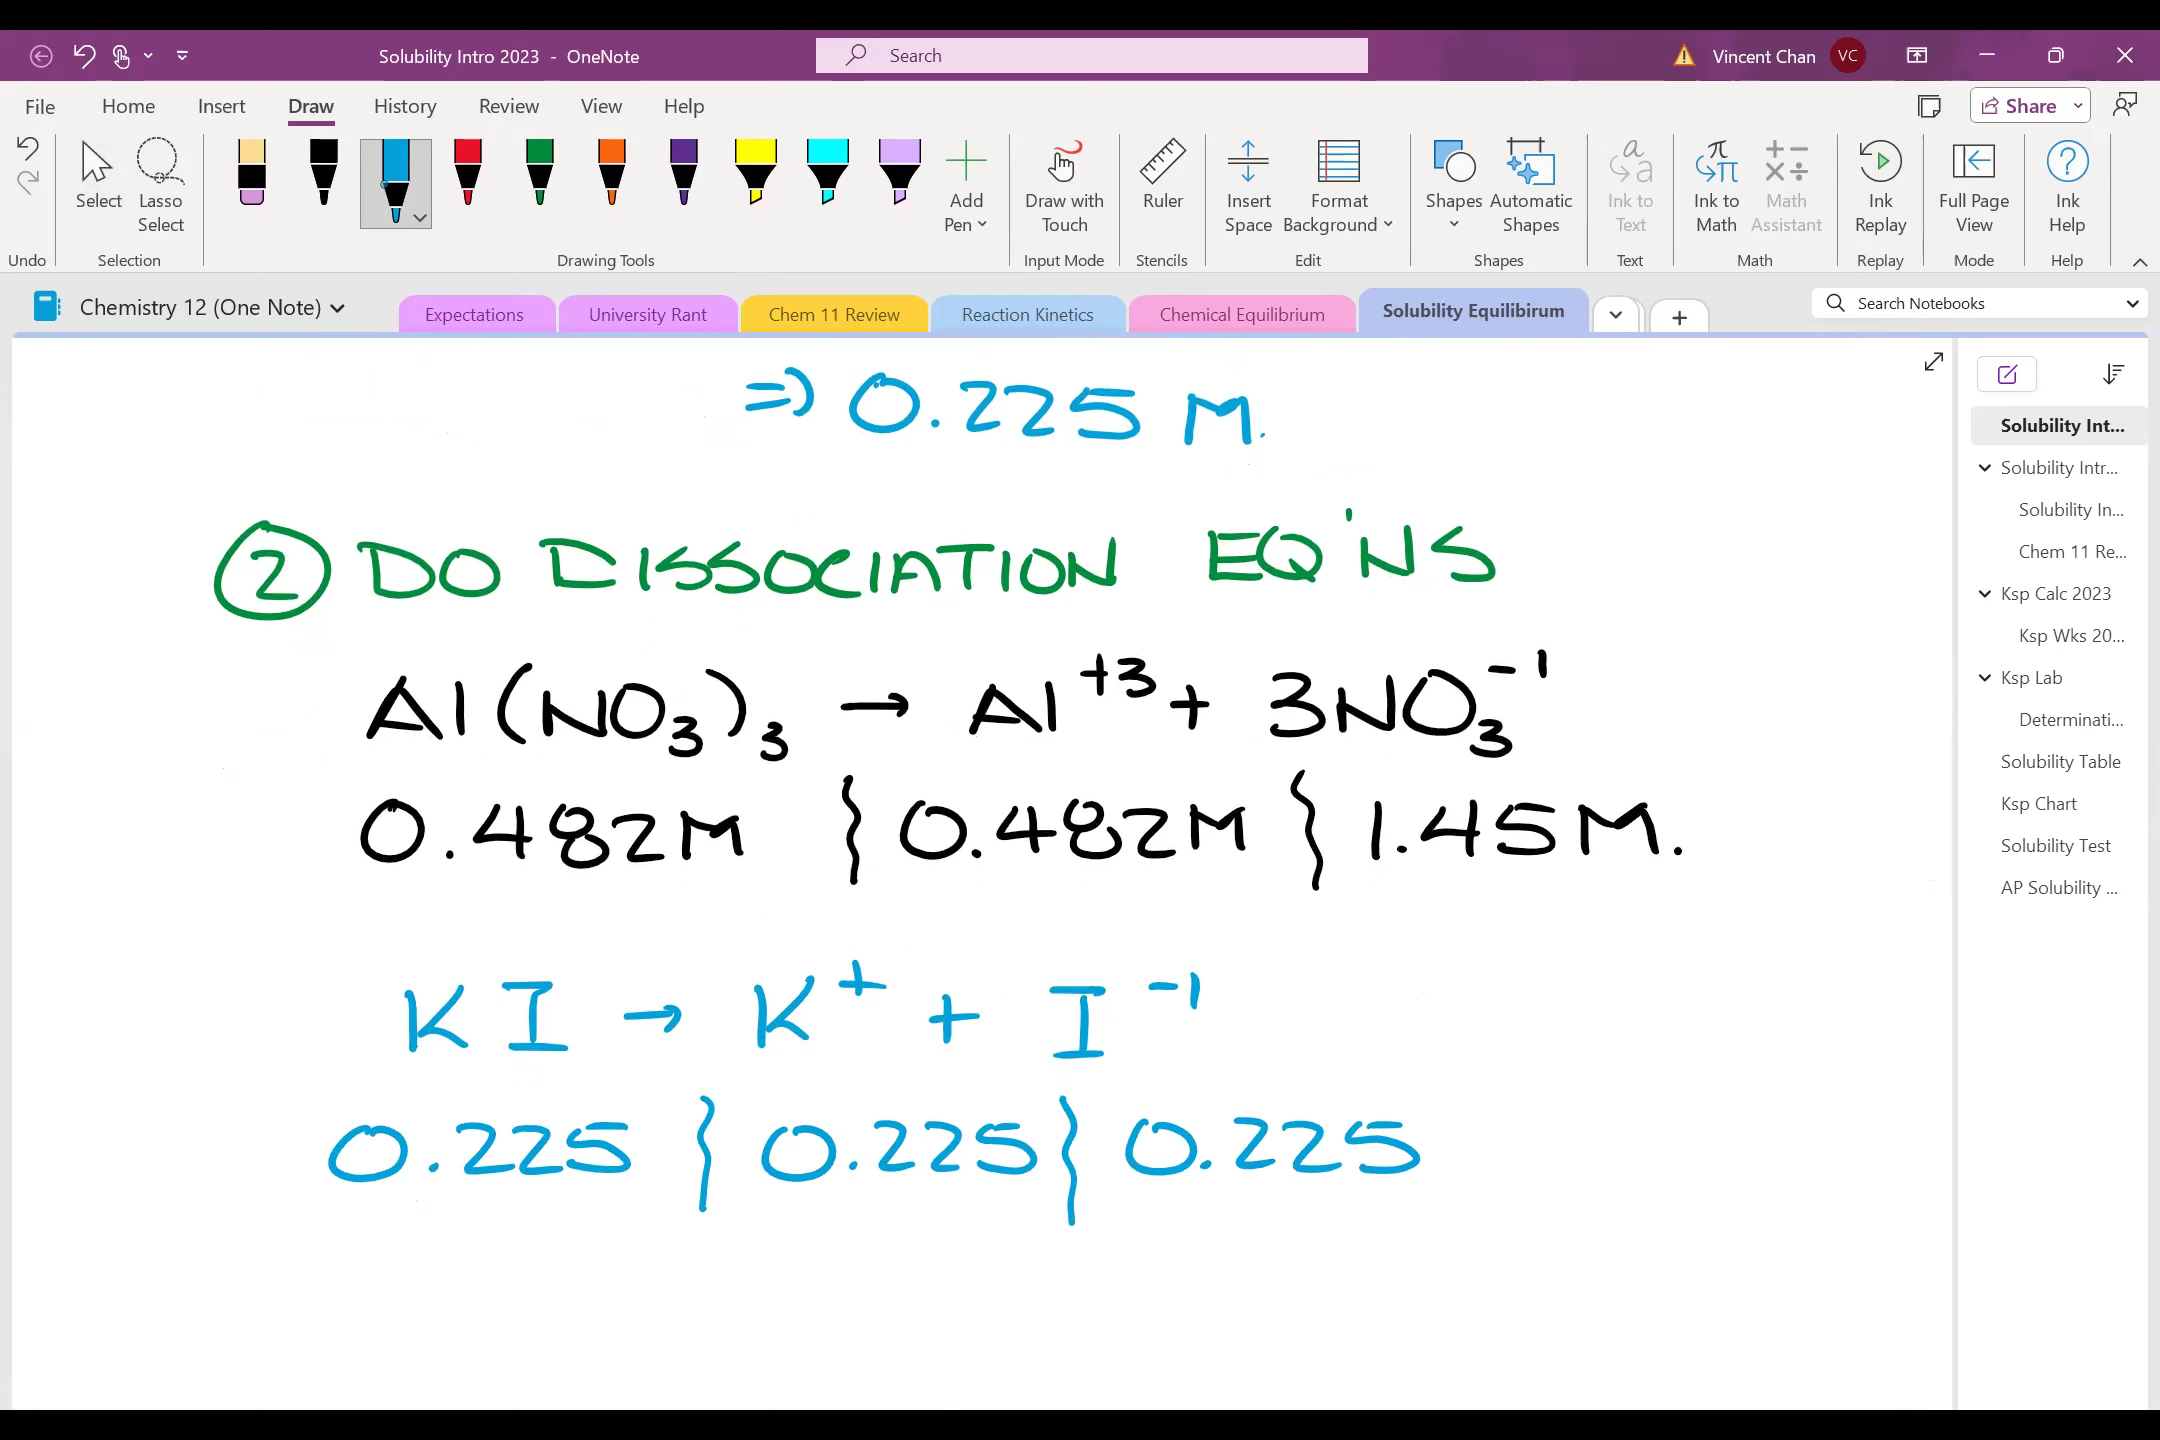 Solubility Intro 2023 - OneNote
Search
Vincent Chan
VC
File Home Insert Draw History Review View Help
Share
Select
Lasso Select
Add Pen
Draw with Touch
Ruler
Insert Space
Format Background
Shapes
Automatic Shapes
Ink to Text
Ink to Math
Math Assistant
Ink Replay
Full Page View
Ink Help
Undo Selection Drawing Tools Input Mode Stencils Edit Shapes Text Math Replay Mode Help
Chemistry 12 (One Note)
Expectations University Rant Chem 11 Review Reaction Kinetics Chemical Equilibrium Solubility Equilibirum
Search Notebooks
⇒ 0.225 M.
② DO DISSOCIATION EQ'NS
Al(NO₃)₃ → Al⁺³ + 3NO₃⁻¹
0.482M } 0.482M } 1.45M.
KI → K⁺ + I⁻¹
0.225 } 0.225 } 0.225
Solubility Int...
Solubility Intr...
Solubility In...
Chem 11 Re...
Ksp Calc 2023
Ksp Wks 20...
Ksp Lab
Determinati...
Solubility Table
Ksp Chart
Solubility Test
AP Solubility ...